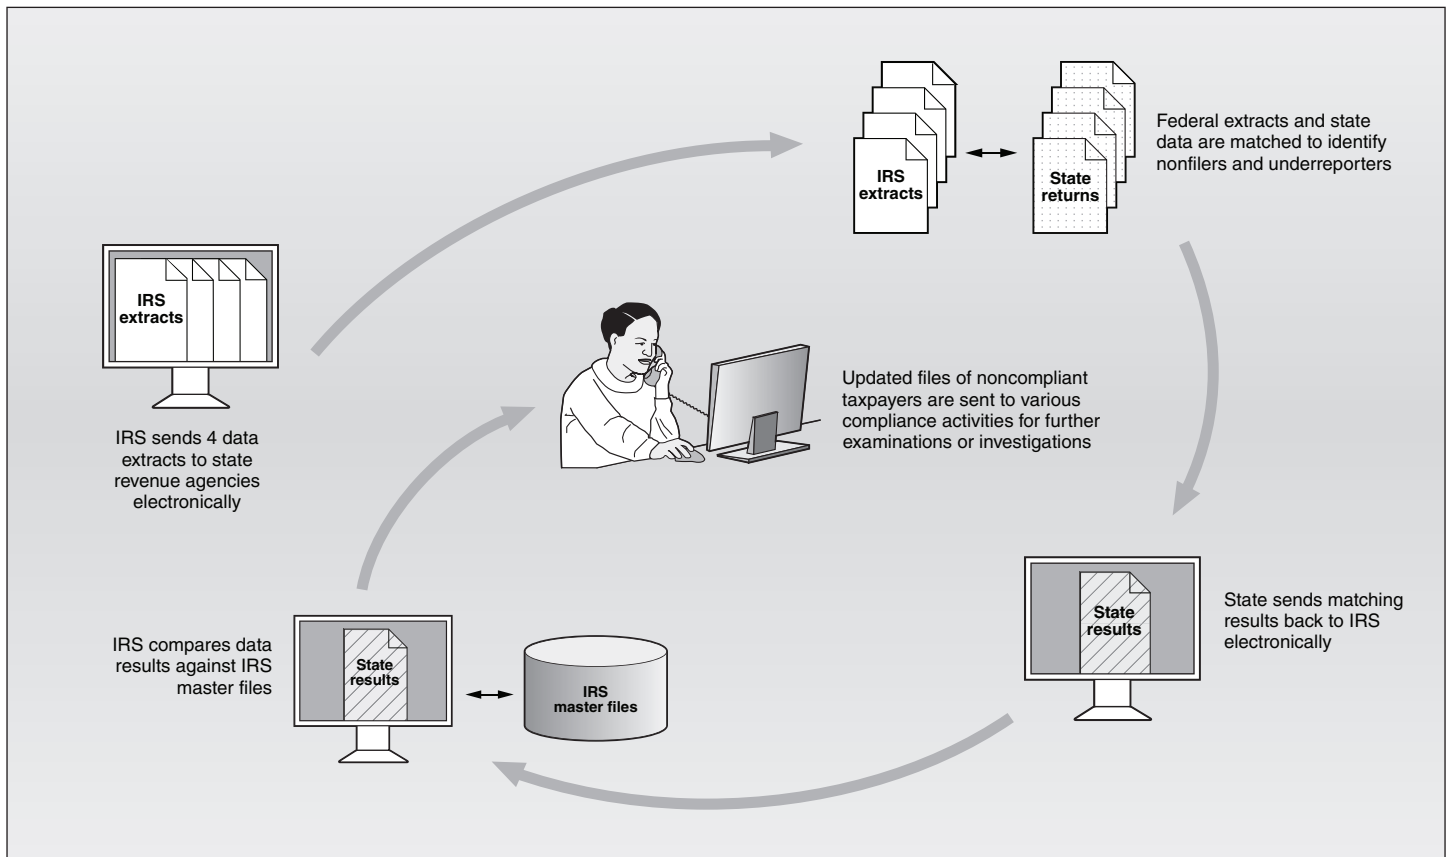 IRS
extracts
IRS sends 4 data
extracts to state
revenue agencies
electronically
IRS
extracts
State
returns
Federal extracts and state
data are matched to identify
nonfilers and underreporters
State
results
State sends matching
results back to IRS
electronically
IRS compares data
results against IRS
master files
State
results
IRS
master files
Updated files of noncompliant
taxpayers are sent to various
compliance activities for further
examinations or investigations